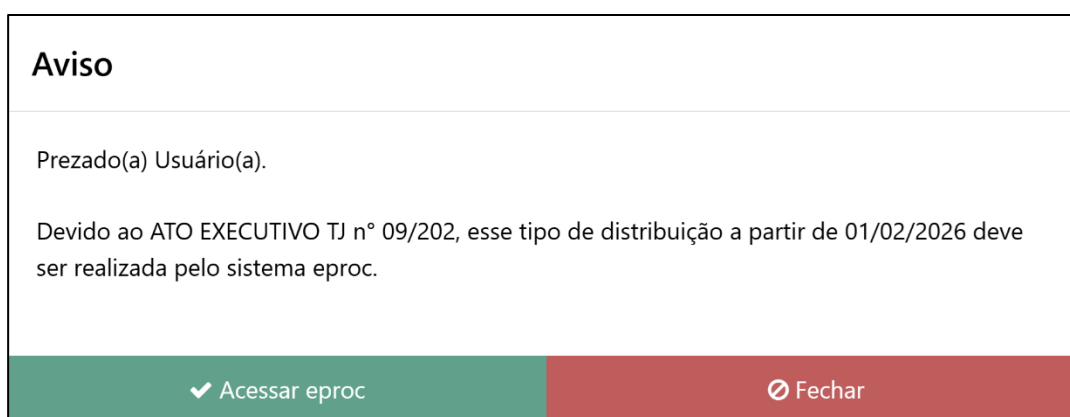 Aviso
Prezado(a) Usuário(a).
Devido ao ATO EXECUTIVO TJ n° 09/202, esse tipo de distribuição a partir de 01/02/2026 deve
ser realizada pelo sistema eproc.
Acessar eproc
Fechar